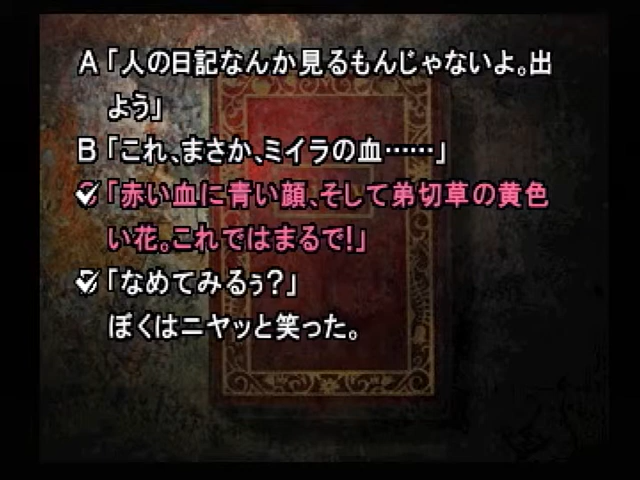 A「人の日記なんか見るもんじゃないよ。出
よう」
B「これ、まさか、ミイラの血……」
C「赤い血に青い顔、そして弟切草の黄色
い花。これではまるで!」
D「なめてみるぅ?」
ぼくはニヤッと笑った。